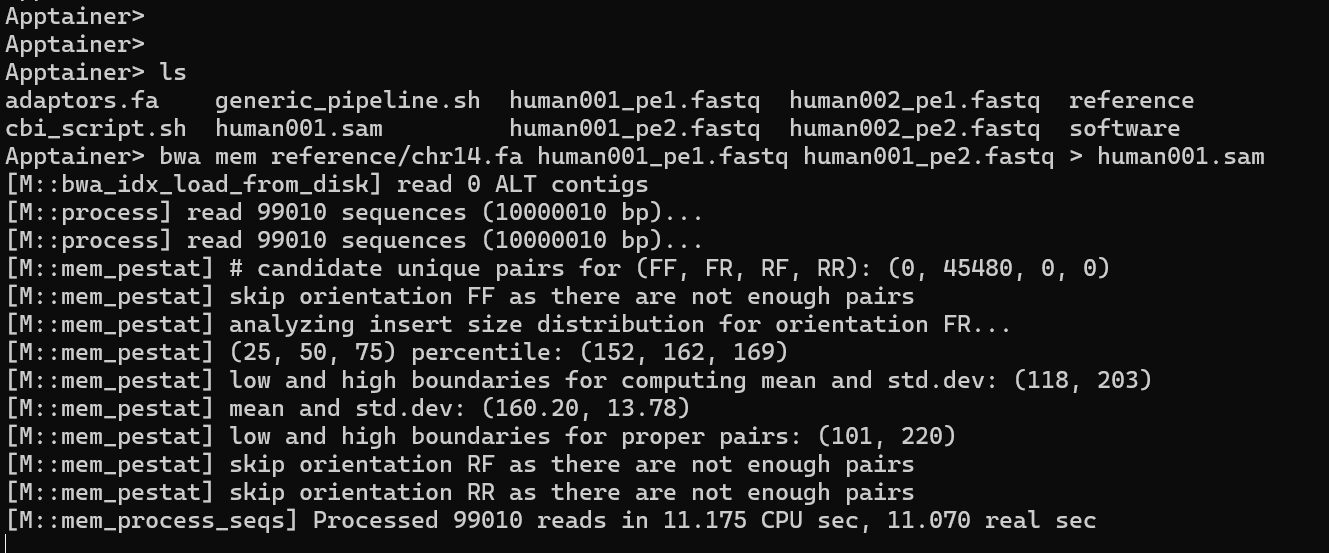 Apptainer>
Apptainer>
Apptainer> ls
adaptors.fa    generic_pipeline.sh  human001_pe1.fastq  human002_pe1.fastq  reference
cbi_script.sh  human001.sam         human001_pe2.fastq  human002_pe2.fastq  software
Apptainer> bwa mem reference/chr14.fa human001_pe1.fastq human001_pe2.fastq > human001.sam
[M::bwa_idx_load_from_disk] read 0 ALT contigs
[M::process] read 99010 sequences (10000010 bp)...
[M::process] read 99010 sequences (10000010 bp)...
[M::mem_pestat] # candidate unique pairs for (FF, FR, RF, RR): (0, 45480, 0, 0)
[M::mem_pestat] skip orientation FF as there are not enough pairs
[M::mem_pestat] analyzing insert size distribution for orientation FR...
[M::mem_pestat] (25, 50, 75) percentile: (152, 162, 169)
[M::mem_pestat] low and high boundaries for computing mean and std.dev: (118, 203)
[M::mem_pestat] mean and std.dev: (160.20, 13.78)
[M::mem_pestat] low and high boundaries for proper pairs: (101, 220)
[M::mem_pestat] skip orientation RF as there are not enough pairs
[M::mem_pestat] skip orientation RR as there are not enough pairs
[M::mem_process_seqs] Processed 99010 reads in 11.175 CPU sec, 11.070 real sec